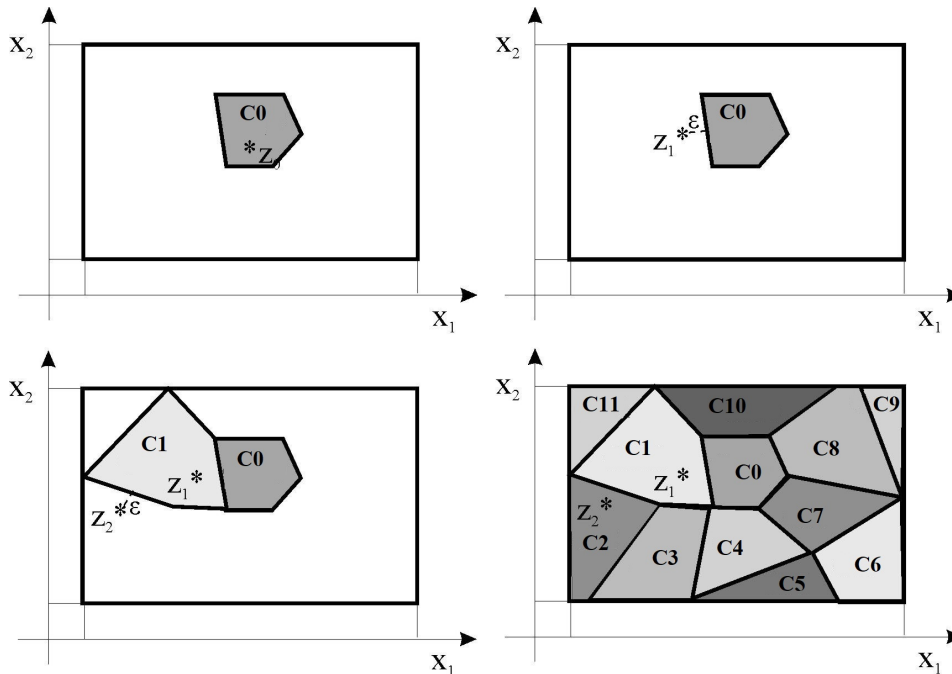 X2
C0
*Z0
X1
X2
C0
ε
Z1*
X1
X2
C1
C0
Z1*
Z2*ε
X1
X2
C11
C10
C9
C1
C8
C0
Z1*
Z2*
C7
C2
C4
C3
C6
C5
X1